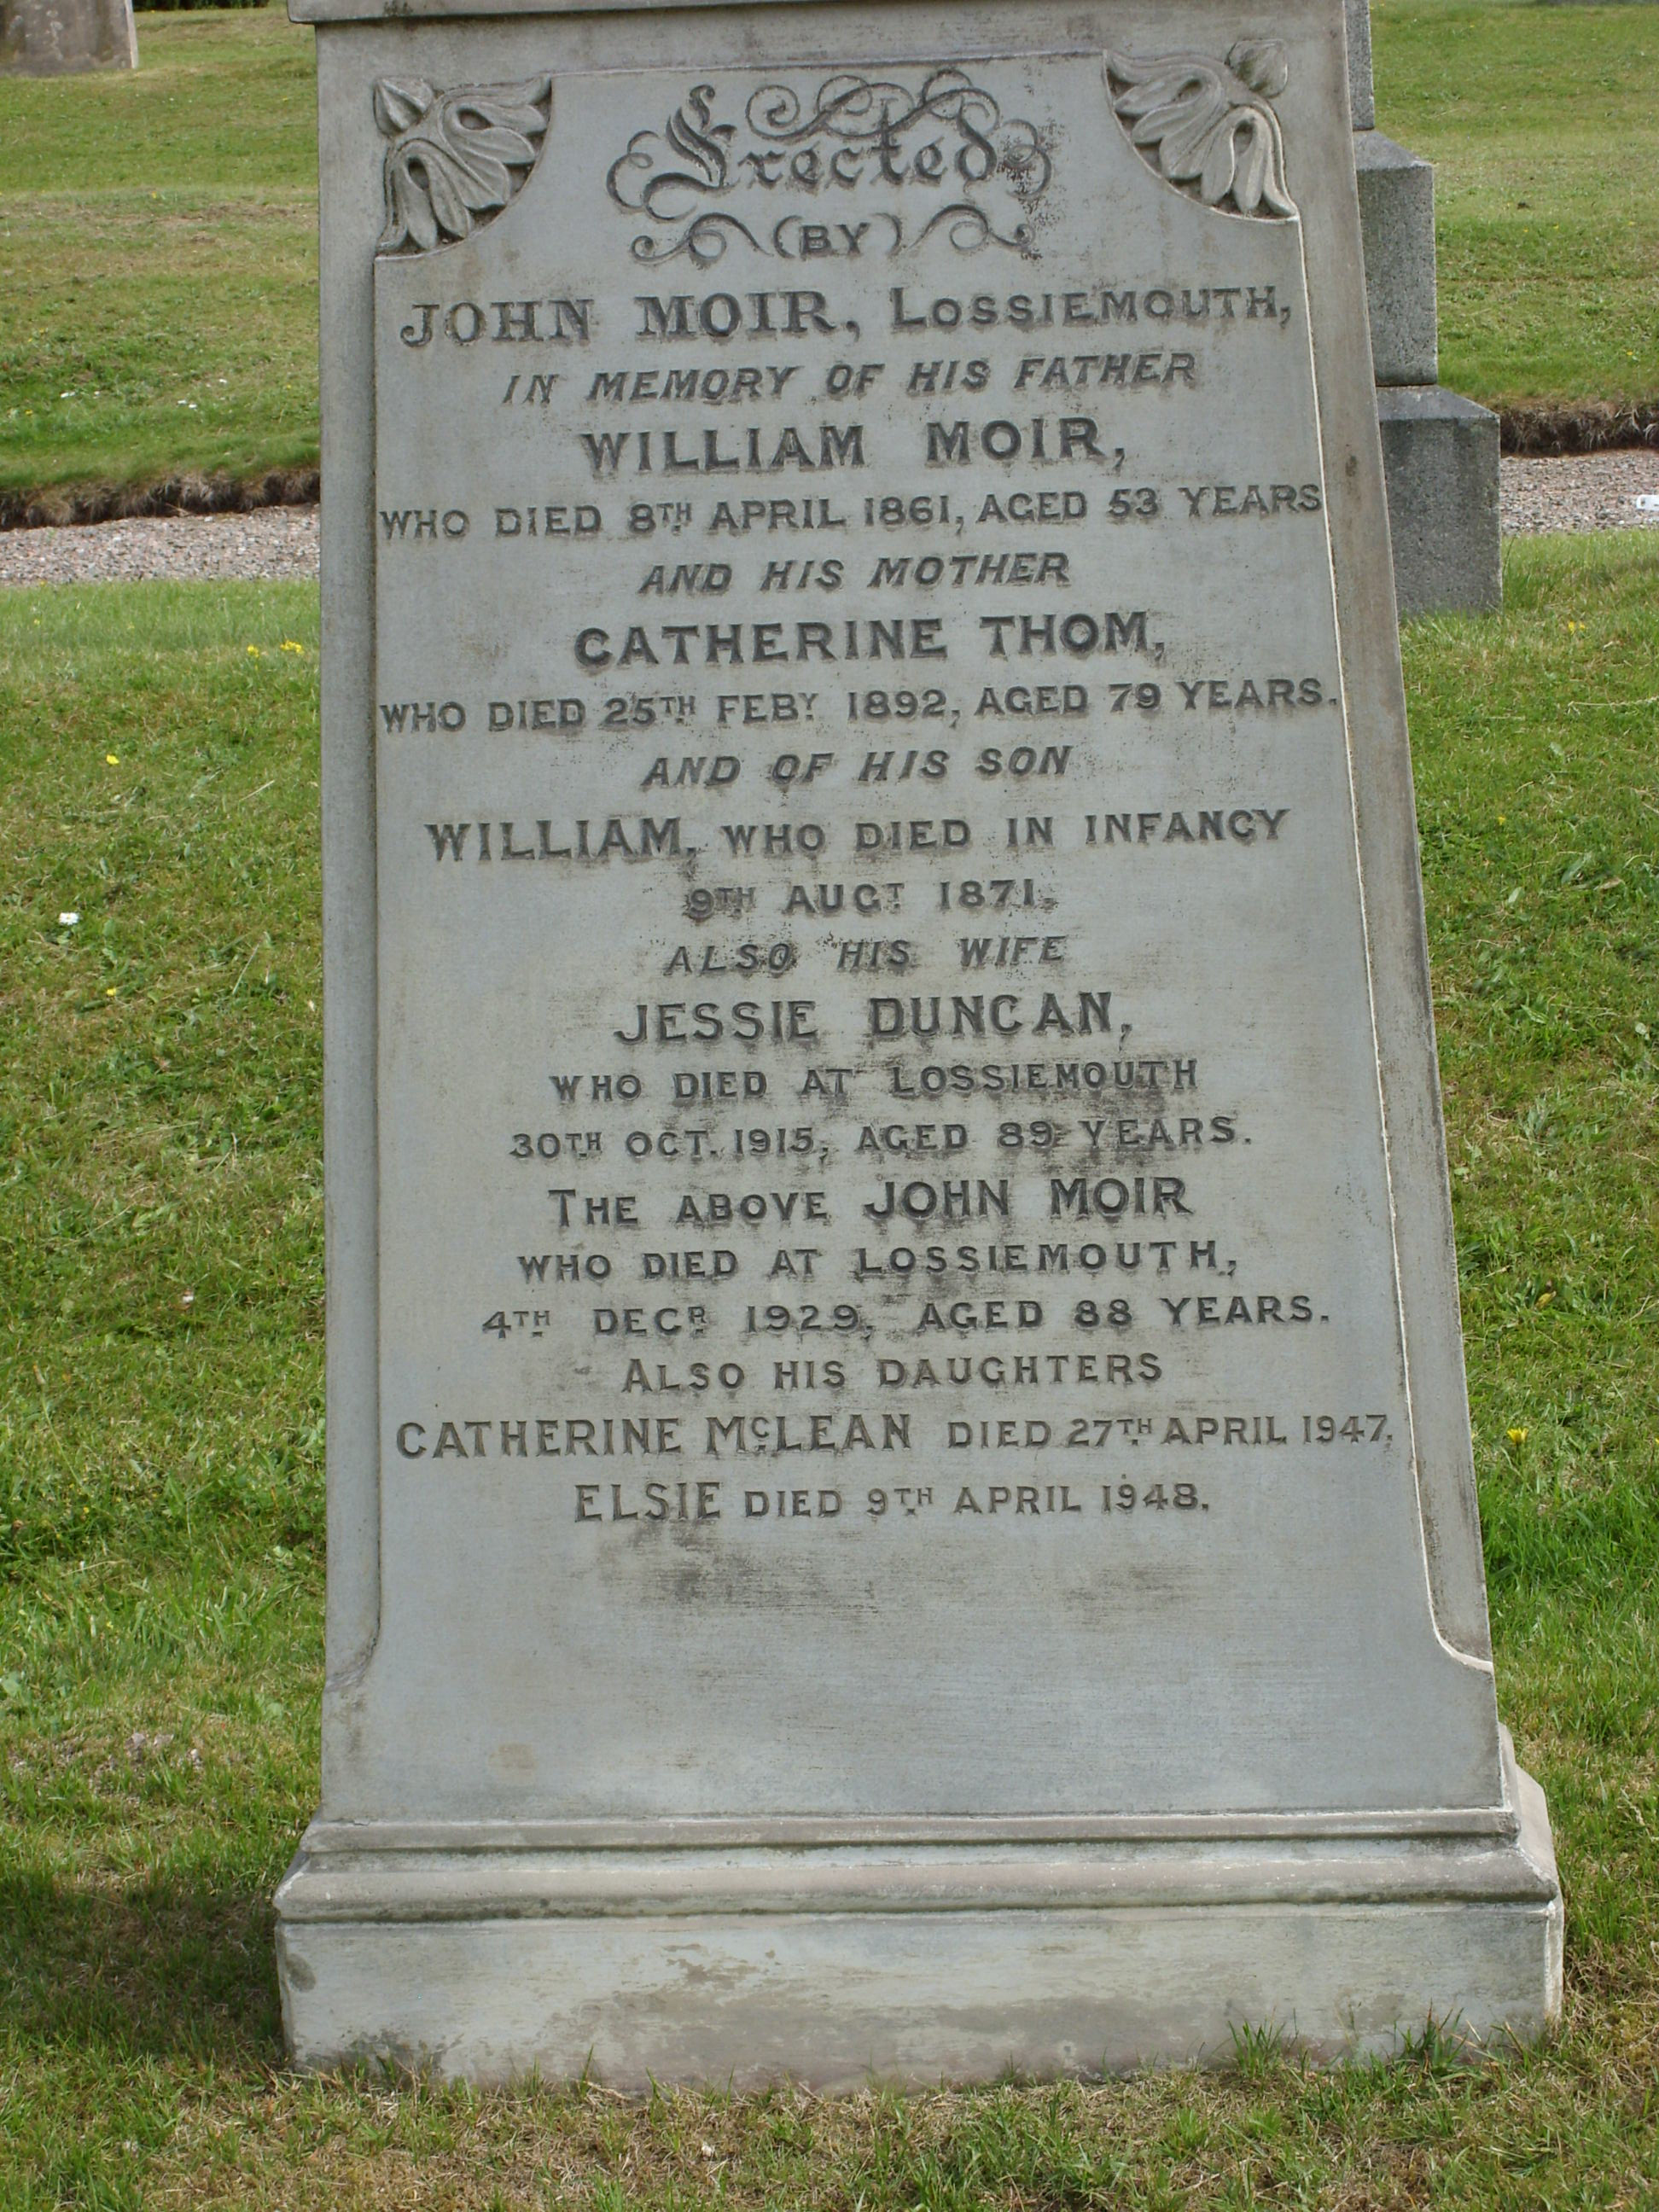 Erected
(BY)
JOHN MOIR, LOSSIEMOUTH,
IN MEMORY OF HIS FATHER
WILLIAM MOIR,
WHO DIED 8TH APRIL 1861, AGED 53 YEARS
AND HIS MOTHER
CATHERINE THOM,
WHO DIED 25TH FEBY 1892, AGED 79 YEARS.
AND OF HIS SON
WILLIAM, WHO DIED IN INFANCY
9TH AUGT 1871.
ALSO HIS WIFE
JESSIE DUNCAN,
WHO DIED AT LOSSIEMOUTH
30TH OCT. 1915, AGED 89 YEARS.
THE ABOVE JOHN MOIR
WHO DIED AT LOSSIEMOUTH,
4TH DECR 1929, AGED 88 YEARS.
ALSO HIS DAUGHTERS
CATHERINE McLEAN DIED 27TH APRIL 1947.
ELSIE DIED 9TH APRIL 1948.